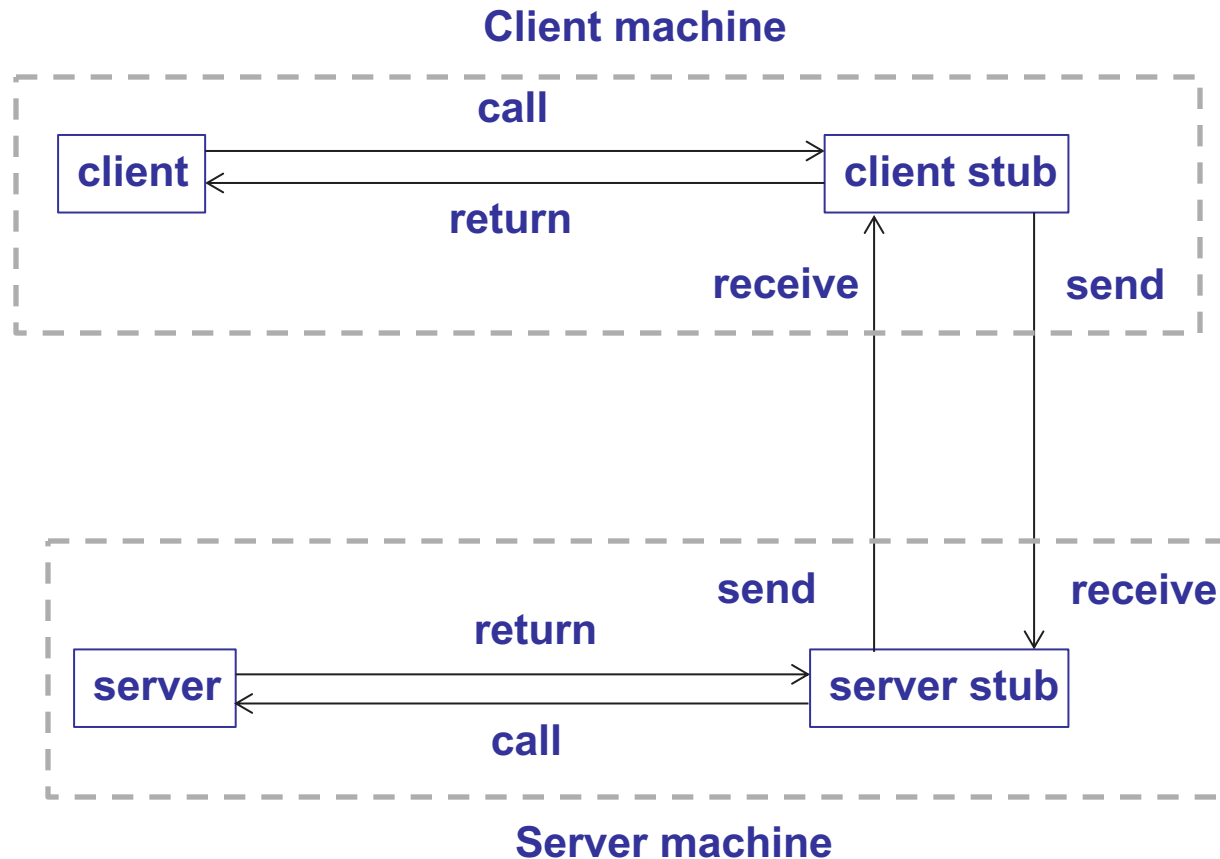 Client machine
call
client
client stub
return
receive
send
send
receive
return
server
server stub
call
Server machine